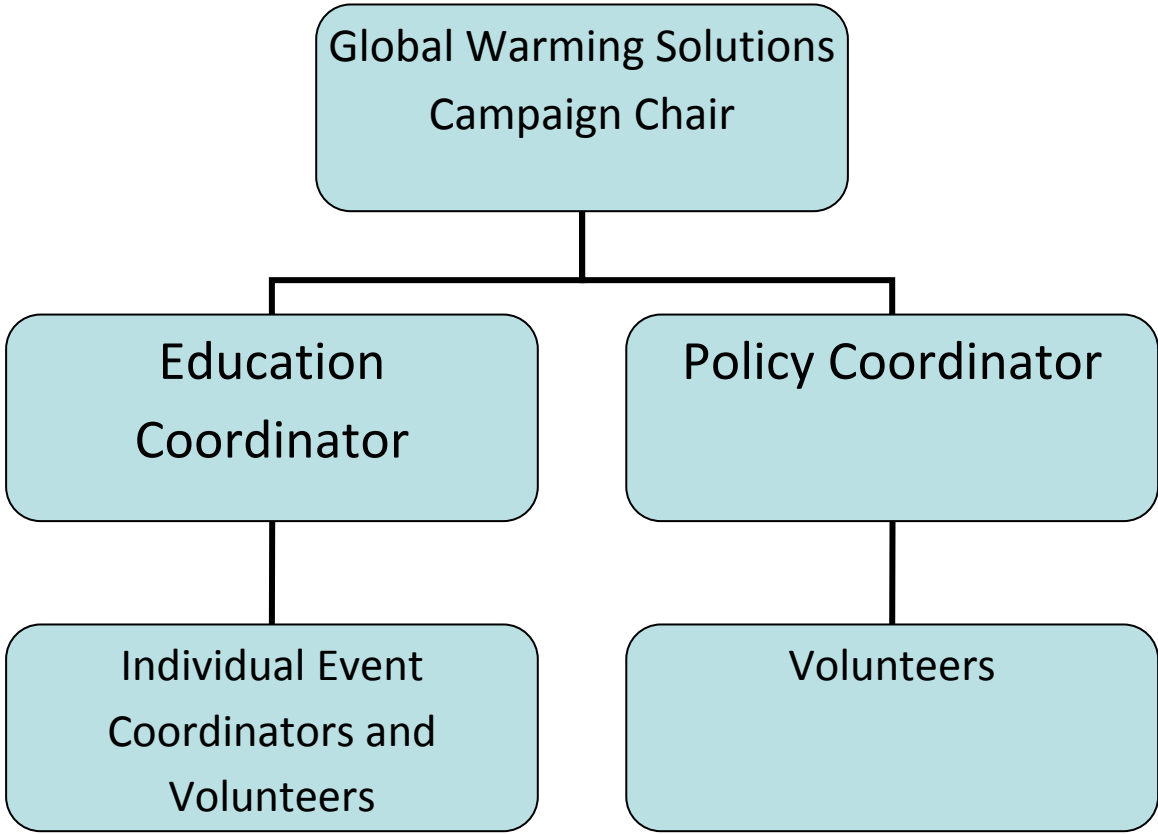 Global Warming Solutions
Campaign Chair
Education
Coordinator
Policy Coordinator
Individual Event
Coordinators and
Volunteers
Volunteers